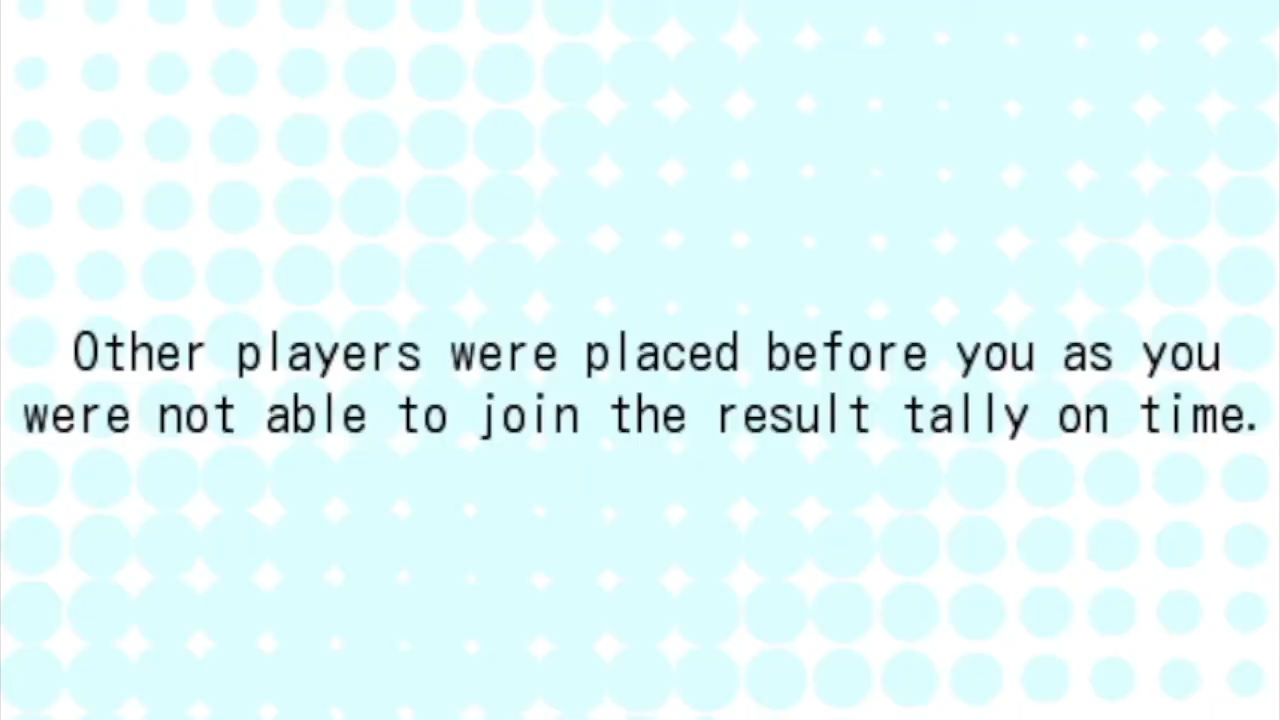 Other players were placed before you as you
were not able to join the result tally on time.